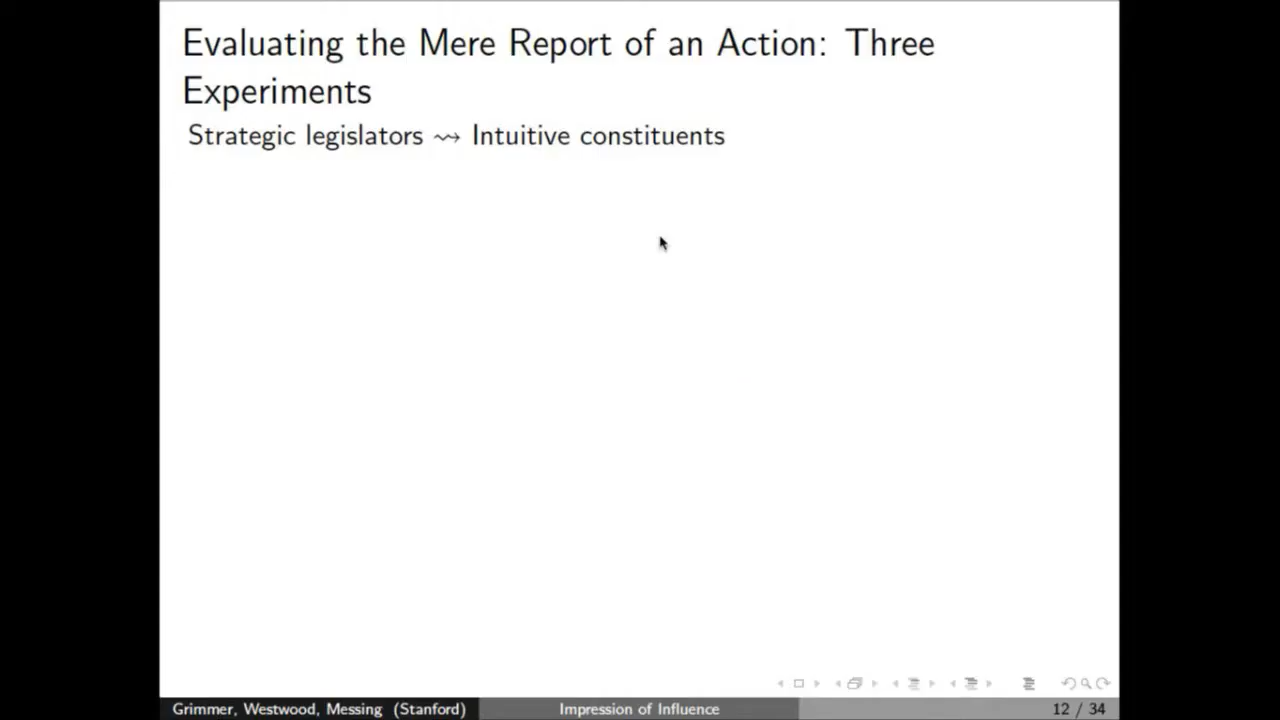 Evaluating the Mere Report of an Action: Three
Experiments
Strategic legislators ⇝ Intuitive constituents
Grimmer, Westwood, Messing (Stanford)
Impression of Influence
12 / 34